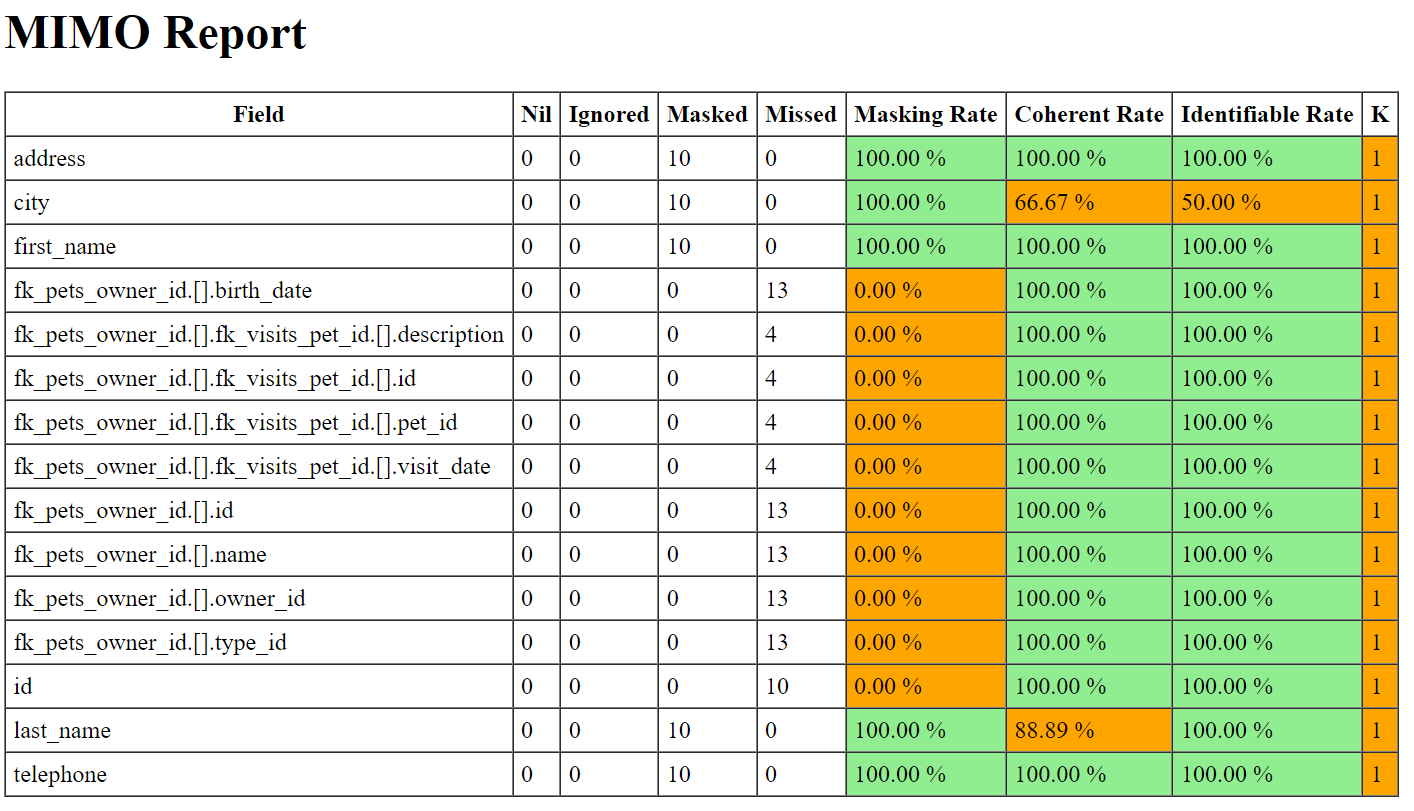 MIMO Report
Field Nil Ignored Masked Missed Masking Rate Coherent Rate Identifiable Rate K
address 0 0 10 0 100.00 % 100.00 % 100.00 % 1
city 0 0 10 0 100.00 % 66.67 % 50.00 % 1
first_name 0 0 10 0 100.00 % 100.00 % 100.00 % 1
fk_pets_owner_id.[].birth_date 0 0 0 13 0.00 % 100.00 % 100.00 % 1
fk_pets_owner_id.[].fk_visits_pet_id.[].description 0 0 0 4 0.00 % 100.00 % 100.00 % 1
fk_pets_owner_id.[].fk_visits_pet_id.[].id 0 0 0 4 0.00 % 100.00 % 100.00 % 1
fk_pets_owner_id.[].fk_visits_pet_id.[].pet_id 0 0 0 4 0.00 % 100.00 % 100.00 % 1
fk_pets_owner_id.[].fk_visits_pet_id.[].visit_date 0 0 0 4 0.00 % 100.00 % 100.00 % 1
fk_pets_owner_id.[].id 0 0 0 13 0.00 % 100.00 % 100.00 % 1
fk_pets_owner_id.[].name 0 0 0 13 0.00 % 100.00 % 100.00 % 1
fk_pets_owner_id.[].owner_id 0 0 0 13 0.00 % 100.00 % 100.00 % 1
fk_pets_owner_id.[].type_id 0 0 0 13 0.00 % 100.00 % 100.00 % 1
id 0 0 0 10 0.00 % 100.00 % 100.00 % 1
last_name 0 0 10 0 100.00 % 88.89 % 100.00 % 1
telephone 0 0 10 0 100.00 % 100.00 % 100.00 % 1